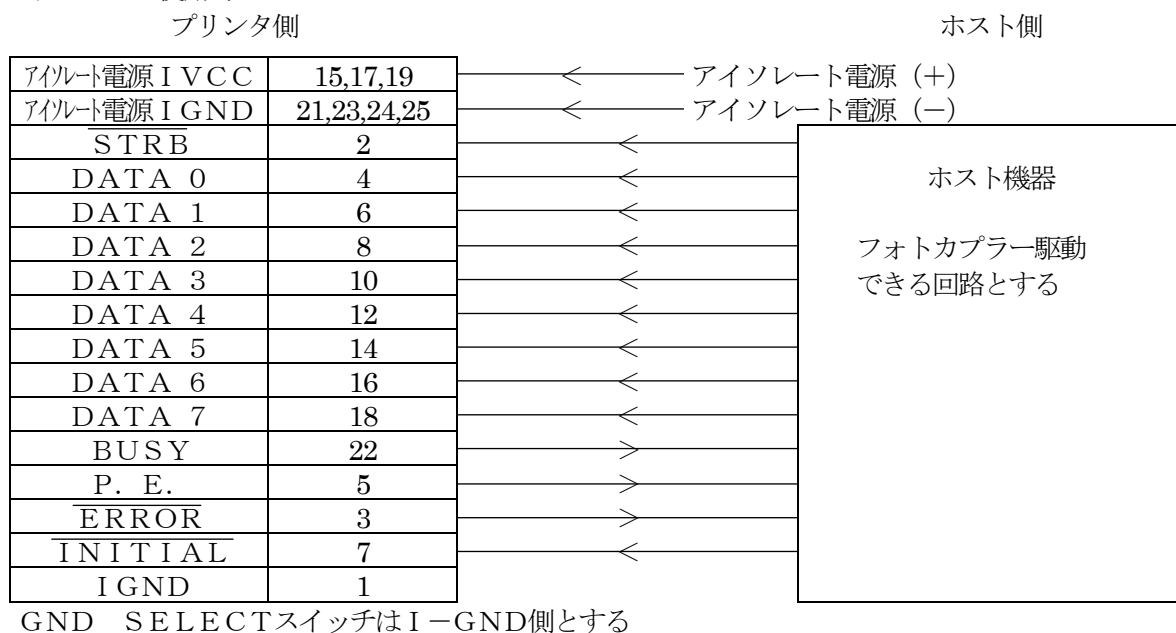 プリンタ側 ホスト側
アイソレート電源ＩＶＣＣ 15,17,19 アイソレート電源（＋）
アイソレート電源ＩＧＮＤ 21,23,24,25 アイソレート電源（－）
ＳＴＲＢ 2
ＤＡＴＡ ０ 4 ホスト機器
ＤＡＴＡ １ 6
ＤＡＴＡ ２ 8 フォトカプラー駆動
ＤＡＴＡ ３ 10 できる回路とする
ＤＡＴＡ ４ 12
ＤＡＴＡ ５ 14
ＤＡＴＡ ６ 16
ＤＡＴＡ ７ 18
ＢＵＳＹ 22
Ｐ．Ｅ． 5
ＥＲＲＯＲ 3
ＩＮＩＴＩＡＬ 7
ＩＧＮＤ 1
ＧＮＤ ＳＥＬＥＣＴスイッチはＩ－ＧＮＤ側とする